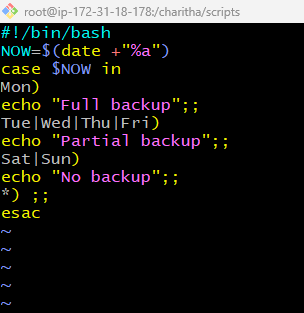 root@ip-172-31-18-178:/charitha/scripts
#!/bin/bash
NOW=$(date +"%a")
case $NOW in
Mon)
echo "Full backup";;
Tue|Wed|Thu|Fri)
echo "Partial backup";;
Sat|Sun)
echo "No backup";;
*) ;;
esac
~
~
~
~
~